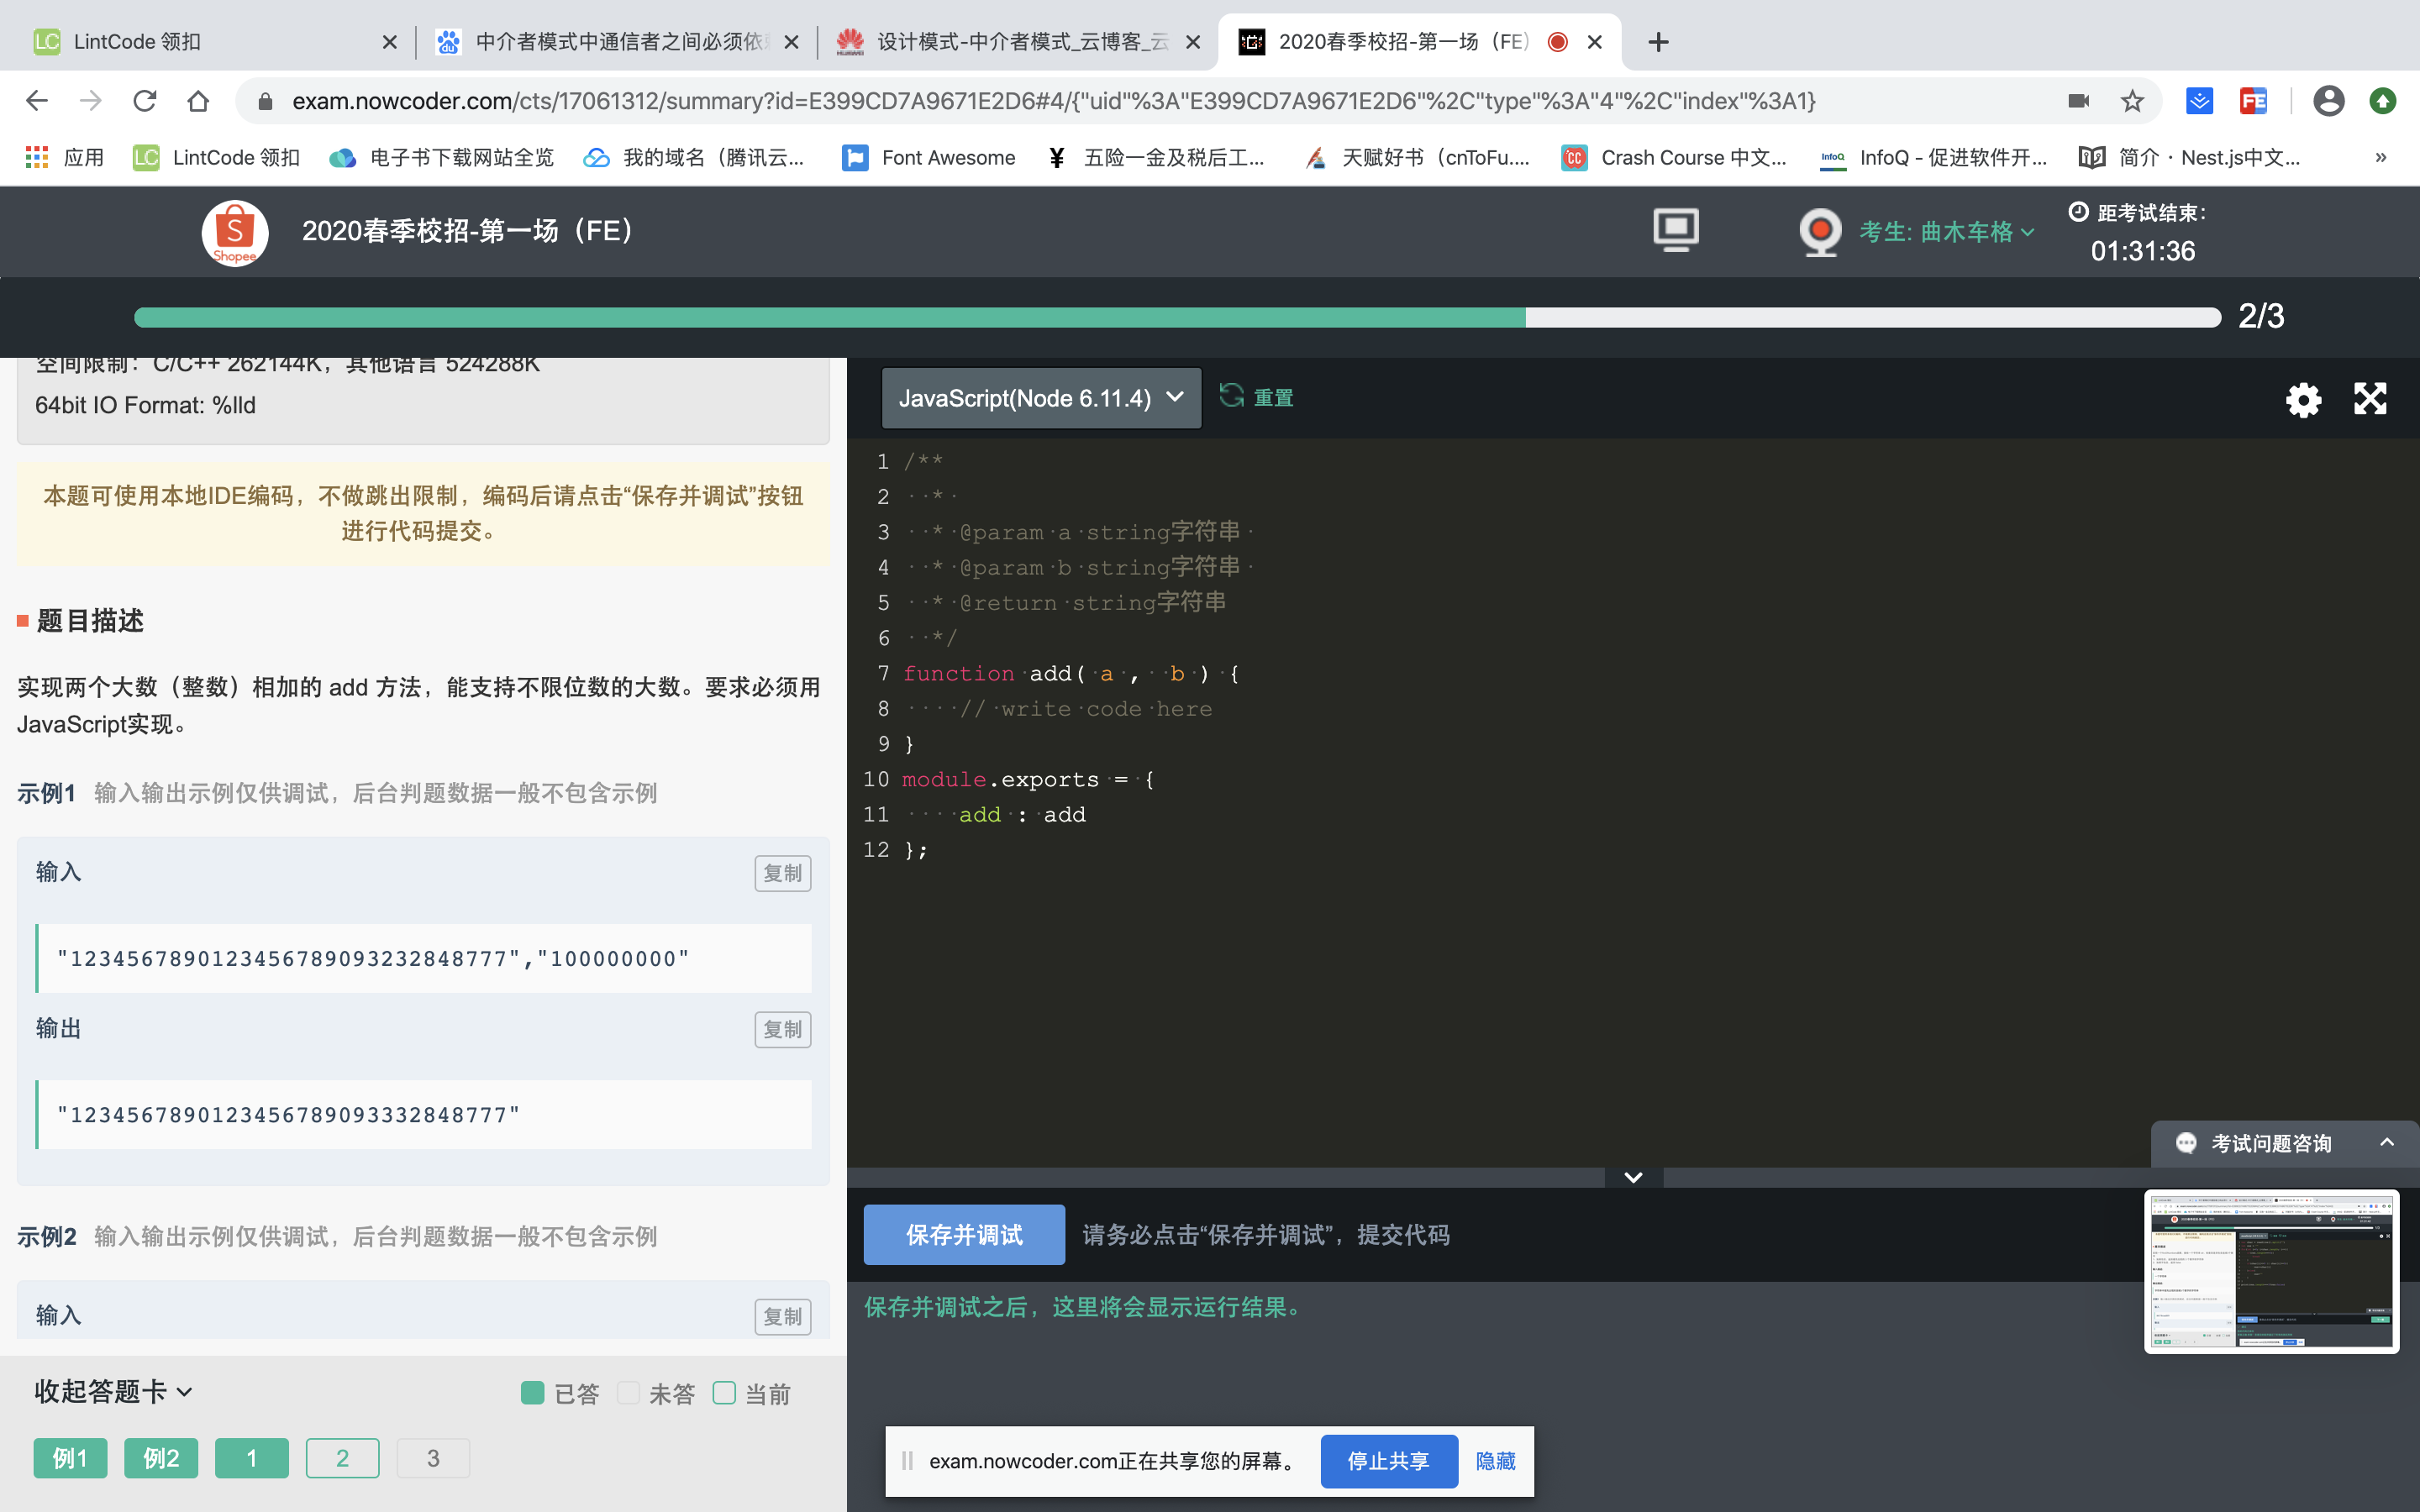 LC LintCode 领扣
中介者模式中通信者之间必须依
设计模式-中介者模式_云博客_云
2020春季校招-第一场（FE）
exam.nowcoder.com/cts/17061312/summary?id=E399CD7A9671E2D6#4/{"uid"%3A"E399CD7A9671E2D6"%2C"type"%3A"4"%2C"index"%3A1}
FE
应用
LC LintCode 领扣
电子书下载网站全览
我的域名（腾讯云...
Font Awesome
¥ 五险一金及税后工...
天赋好书（cnToFu....
CC Crash Course 中文...
InfoQ InfoQ - 促进软件开...
简介 · Nest.js中文...
»
Shopee
2020春季校招-第一场（FE）
考生: 曲木车格
距考试结束:
01:31:36
2/3
空间限制：C/C++ 262144K，其他语言 524288K
64bit IO Format: %lld
本题可使用本地IDE编码，不做跳出限制，编码后请点击“保存并调试”按钮
进行代码提交。
题目描述
实现两个大数（整数）相加的 add 方法，能支持不限位数的大数。要求必须用
JavaScript实现。
示例1 输入输出示例仅供调试，后台判题数据一般不包含示例
输入
复制
"12345678901234567890932328​48777","100000000"
输出
复制
"1234567890123456789093332848777"
示例2 输入输出示例仅供调试，后台判题数据一般不包含示例
输入
复制
收起答题卡
已答 未答 当前
例1 例2 1 2 3
JavaScript(Node 6.11.4)
重置
1 /**
2 *
3 * @param a string字符串
4 * @param b string字符串
5 * @return string字符串
6 */
7 function add( a , b ) {
8 // write code here
9 }
10 module.exports = {
11 add : add
12 };
考试问题咨询
保存并调试
请务必点击“保存并调试”，提交代码
保存并调试之后，这里将会显示运行结果。
exam.nowcoder.com正在共享您的屏幕。
停止共享
隐藏